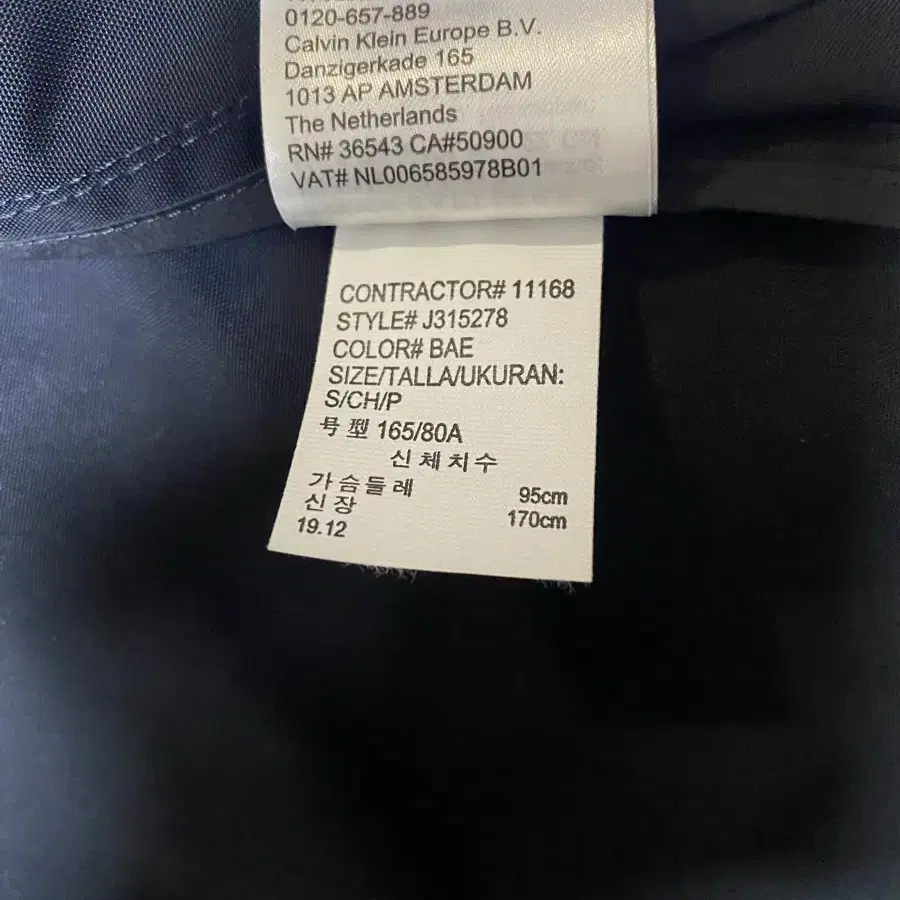 0120-657-889
Calvin Klein Europe B.V.
Danzigerkade 165
1013 AP AMSTERDAM
The Netherlands
RN# 36543 CA#50900
VAT# NL006585978B01
CONTRACTOR# 11168
STYLE# J315278
COLOR# BAE
SIZE/TALLA/UKURAN:
S/CH/P
号型 165/80A
신체치수
가슴둘레 95cm
신장 170cm
19.12